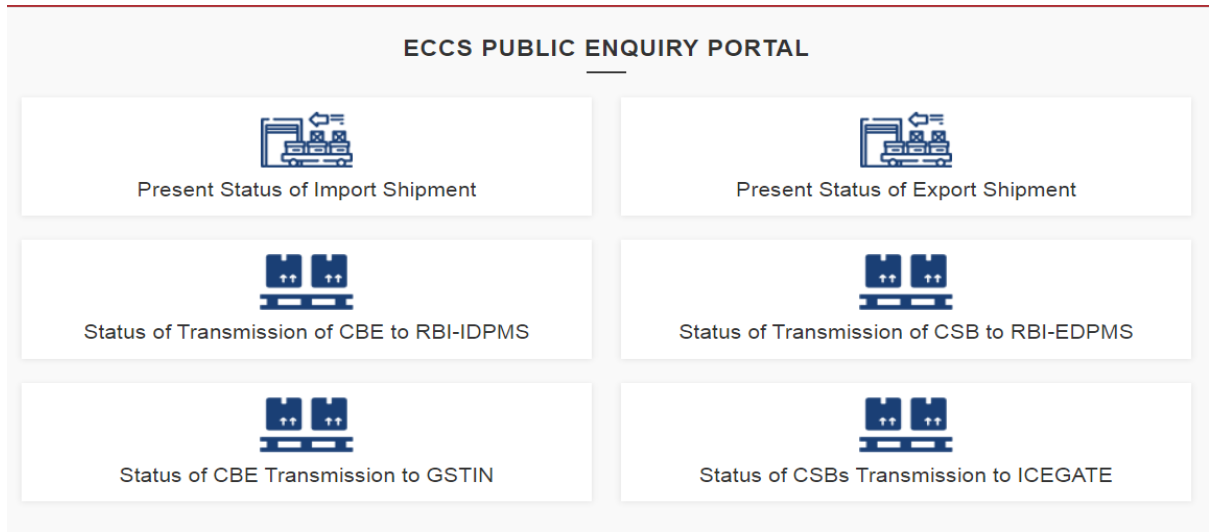 ECCS PUBLIC ENQUIRY PORTAL
Present Status of Import Shipment
Present Status of Export Shipment
Status of Transmission of CBE to RBI-IDPMS
Status of Transmission of CSB to RBI-EDPMS
Status of CBE Transmission to GSTIN
Status of CSBs Transmission to ICEGATE